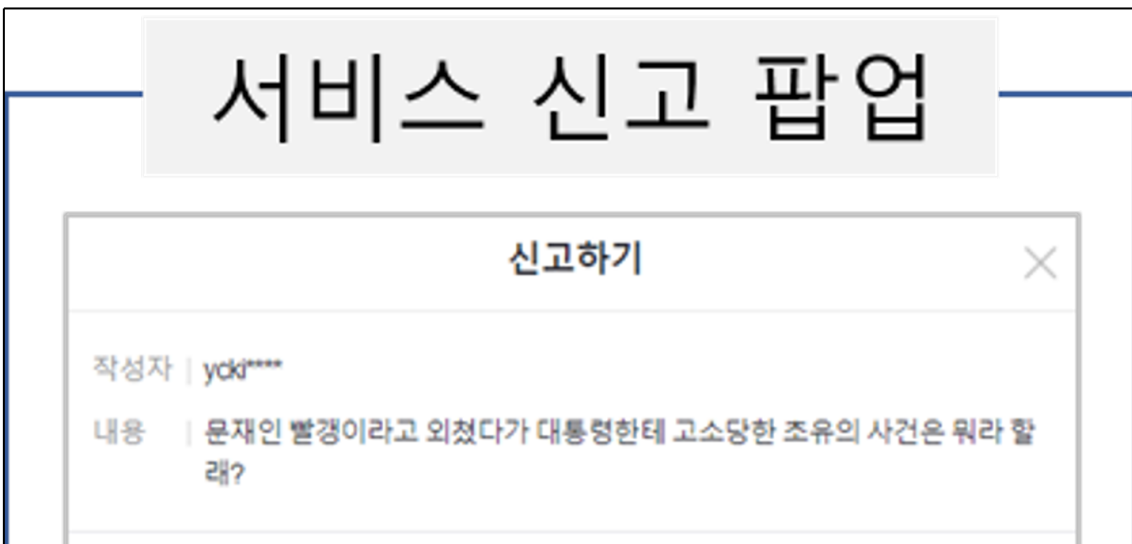 서비스 신고 팝업
신고하기
작성자 | ycki****
내용 | 문재인 빨갱이라고 외쳤다가 대통령한테 고소당한 초유의 사건은 뭐라 할
래?